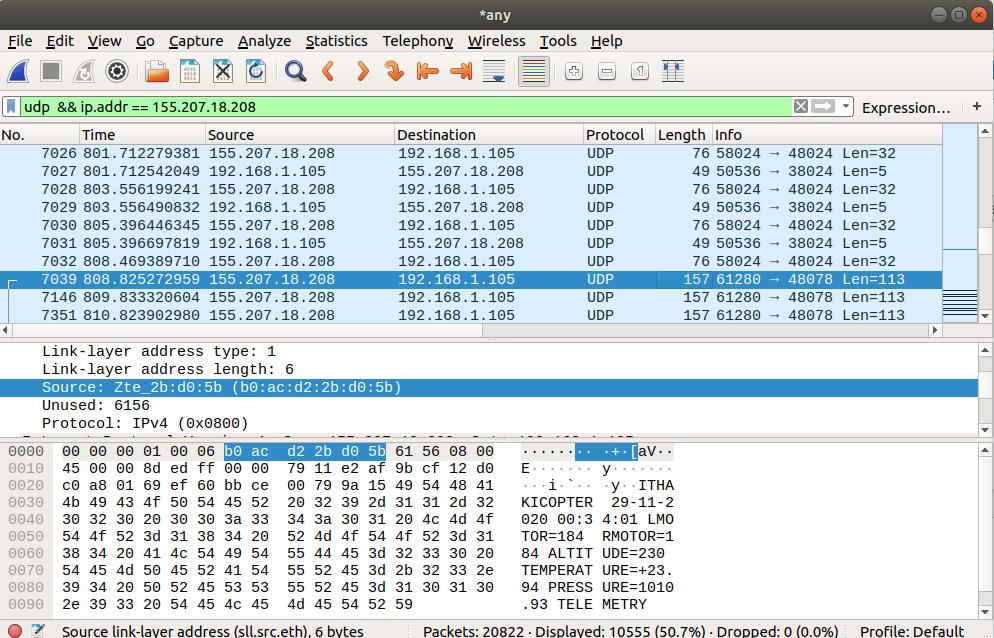 *any
File Edit View Go Capture Analyze Statistics Telephony Wireless Tools Help
udp && ip.addr == 155.207.18.208 Expression… +
No. Time Source Destination Protocol Length Info
7026 801.712279381 155.207.18.208 192.168.1.105 UDP 76 58024 → 48024 Len=32
7027 801.712542049 192.168.1.105 155.207.18.208 UDP 49 50536 → 38024 Len=5
7028 803.556199241 155.207.18.208 192.168.1.105 UDP 76 58024 → 48024 Len=32
7029 803.556490832 192.168.1.105 155.207.18.208 UDP 49 50536 → 38024 Len=5
7030 805.396446345 155.207.18.208 192.168.1.105 UDP 76 58024 → 48024 Len=32
7031 805.396697819 192.168.1.105 155.207.18.208 UDP 49 50536 → 38024 Len=5
7032 808.469389710 155.207.18.208 192.168.1.105 UDP 76 58024 → 48024 Len=32
7039 808.825272959 155.207.18.208 192.168.1.105 UDP 157 61280 → 48078 Len=113
7146 809.833320604 155.207.18.208 192.168.1.105 UDP 157 61280 → 48078 Len=113
7351 810.823902980 155.207.18.208 192.168.1.105 UDP 157 61280 → 48078 Len=113
Link-layer address type: 1
Link-layer address length: 6
Source: Zte_2b:d0:5b (b0:ac:d2:2b:d0:5b)
Unused: 6156
Protocol: IPv4 (0x0800)
0000 00 00 00 01 00 06 b0 ac d2 2b d0 5b 61 56 08 00 ········ ·+·[aV··
0010 45 00 00 8d ed ff 00 00 79 11 e2 af 9b cf 12 d0 E······· y·······
0020 c0 a8 01 69 ef 60 bb ce 00 79 9a 15 49 54 48 41 ···i·`·· ·y··ITHA
0030 4b 49 43 4f 50 54 45 52 20 32 39 2d 31 31 2d 32 KICOPTER 29-11-2
0040 30 32 30 20 30 30 3a 33 34 3a 30 31 20 4c 4d 4f 020 00:3 4:01 LMO
0050 54 4f 52 3d 31 38 34 20 52 4d 4f 54 4f 52 3d 31 TOR=184 RMOTOR=1
0060 38 34 20 41 4c 54 49 54 55 44 45 3d 32 33 30 20 84 ALTIT UDE=230
0070 54 45 4d 50 45 52 41 54 55 52 45 3d 2b 32 33 2e TEMPERAT URE=+23.
0080 39 34 20 50 52 45 53 53 55 52 45 3d 31 30 31 30 94 PRESS URE=1010
0090 2e 39 33 20 54 45 4c 45 4d 45 54 52 59 .93 TELE METRY
Source link-layer address (sll.src.eth), 6 bytes Packets: 20822 · Displayed: 10555 (50.7%) · Dropped: 0 (0.0%) Profile: Default